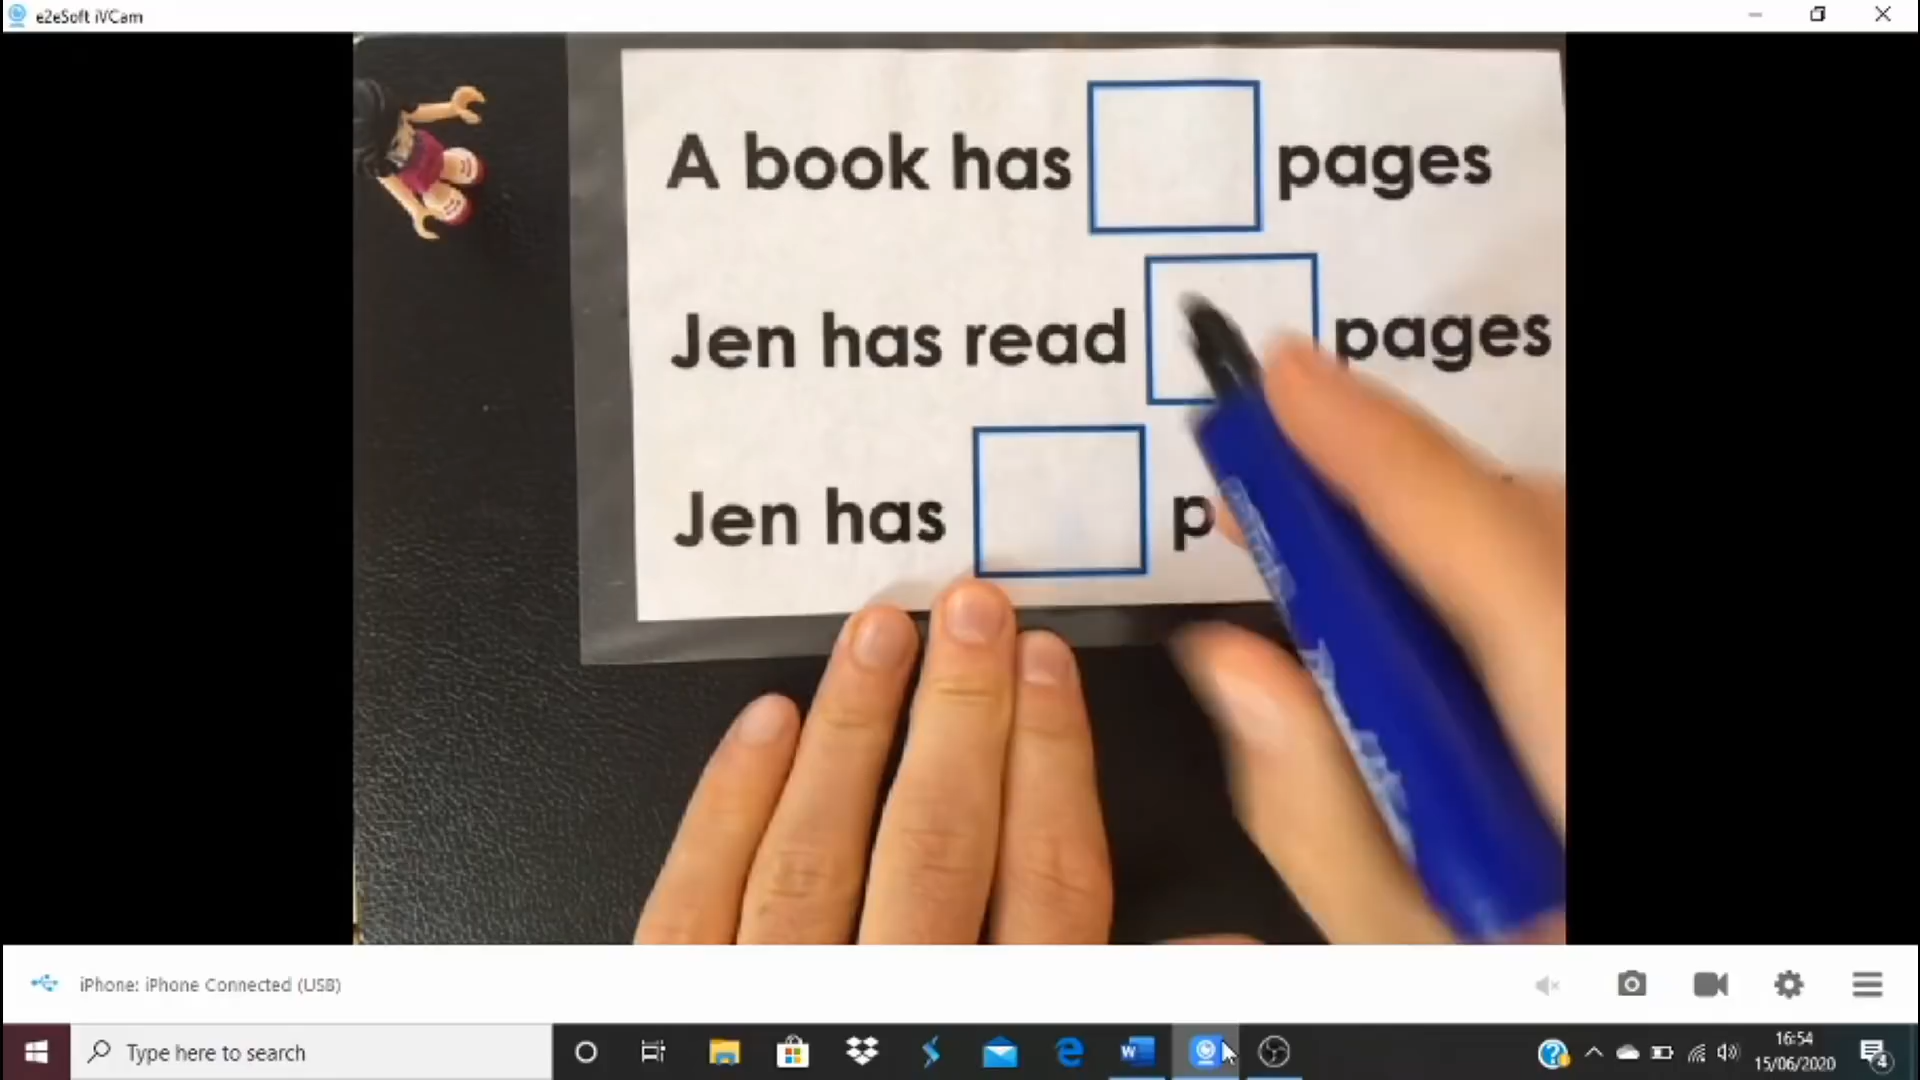 e2eSoft iVCam
A book has pages
Jen has read pages
Jen has
iPhone: iPhone Connected (USB)
Type here to search
16:54
15/06/2020
4